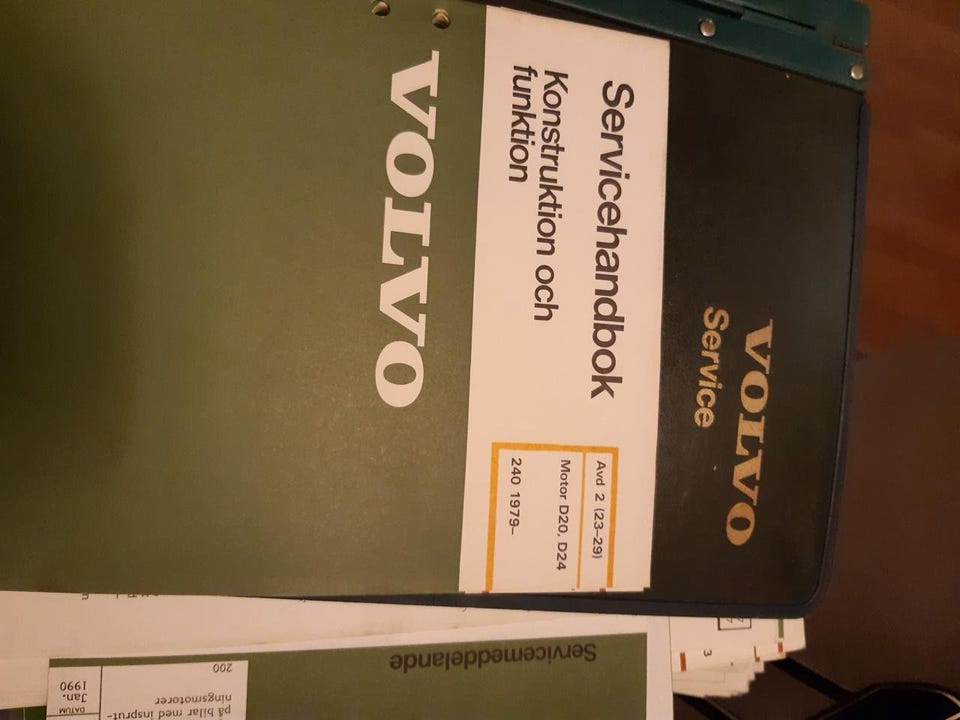 VOLVO
Service
Servicehandbok
Konstruktion och
funktion
Avd 2 (23–29)
Motor D20, D24
240 1979–
VOLVO
3
Servicemeddelande
200
på bilar med insprut-
ningsmotorer
DATUM
Jan.
1990